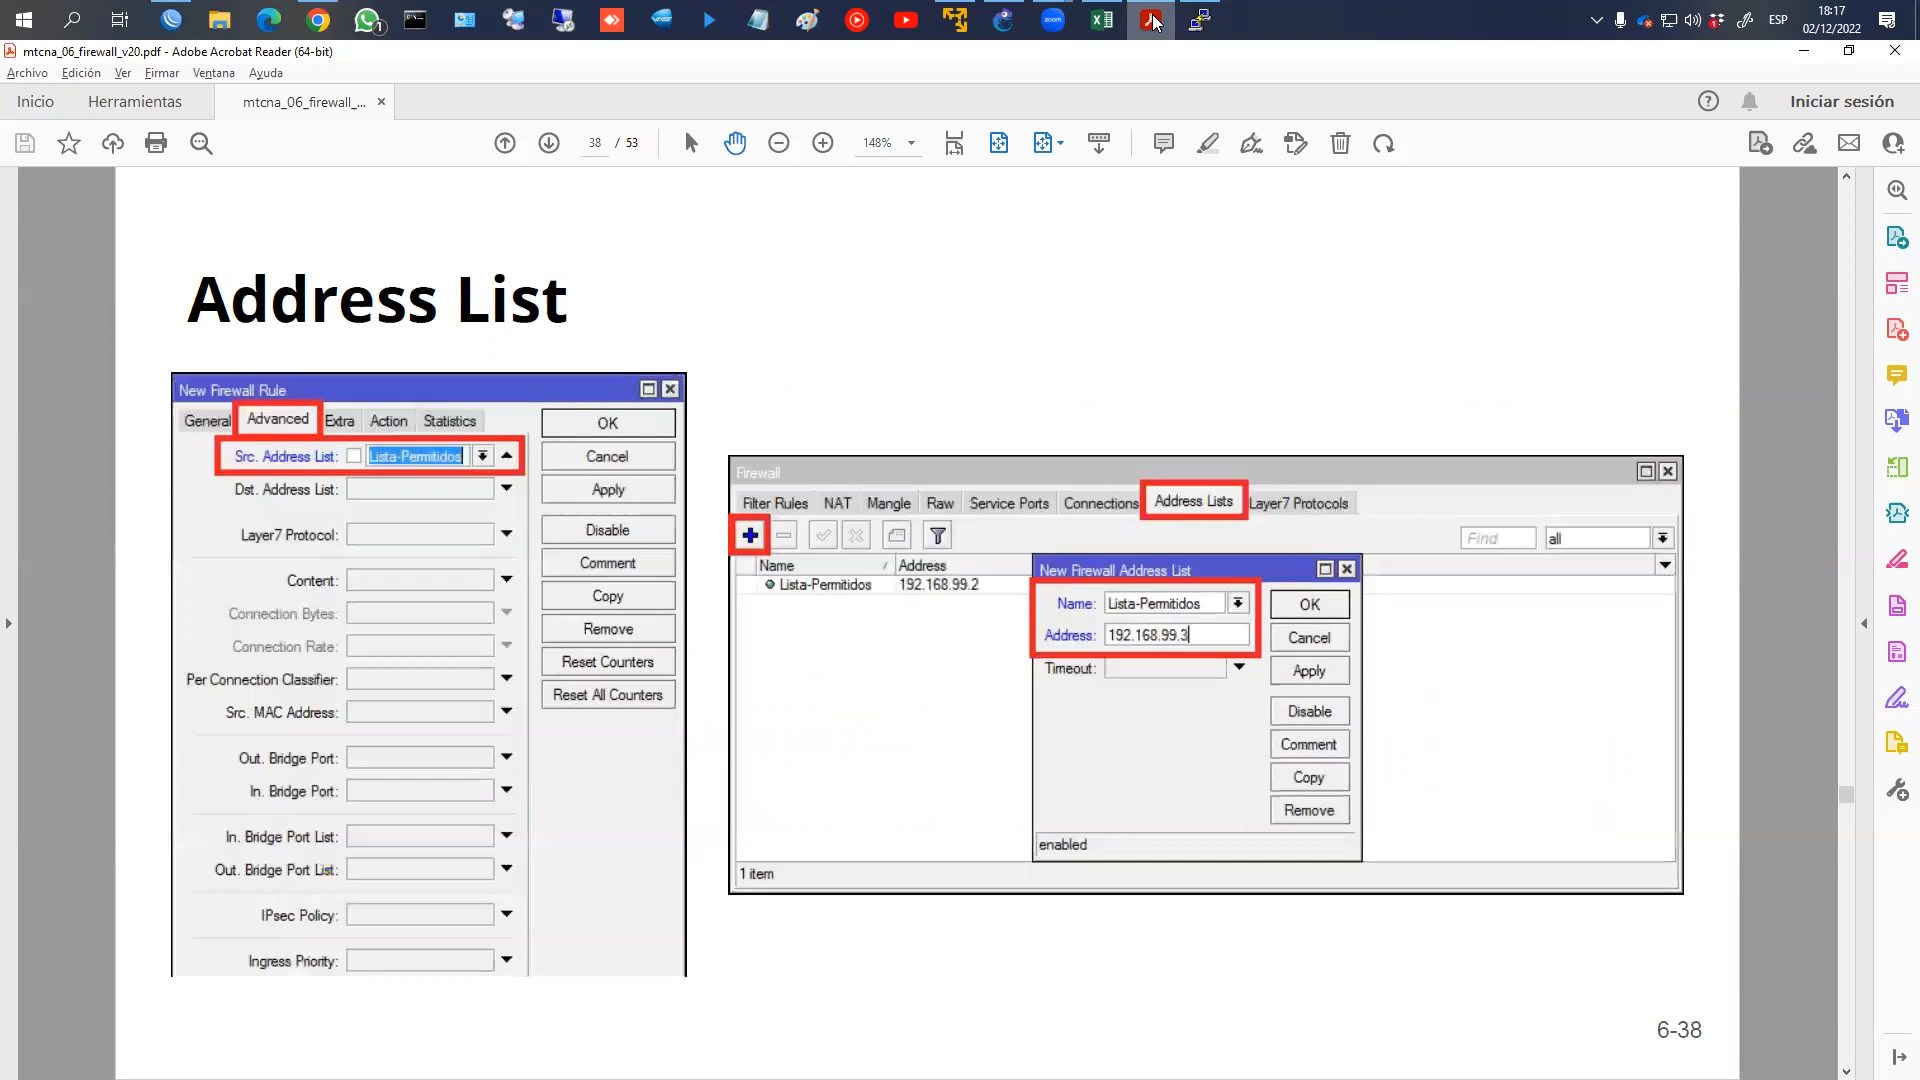 zoom
1
ESP
18:17
02/12/2022
mtcna_06_firewall_v20.pdf - Adobe Acrobat Reader (64-bit)
Archivo Edición Ver Firmar Ventana Ayuda
Inicio Herramientas mtcna_06_firewall_... Iniciar sesión
38 / 53 148%
Address List
New Firewall Rule
General Advanced Extra Action Statistics
Src. Address List: Lista-Permitidos
Dst. Address List:
Layer7 Protocol:
Content:
Connection Bytes:
Connection Rate:
Per Connection Classifier:
Src. MAC Address:
Out. Bridge Port:
In. Bridge Port:
In. Bridge Port List:
Out. Bridge Port List:
IPsec Policy:
Ingress Priority:
OK
Cancel
Apply
Disable
Comment
Copy
Remove
Reset Counters
Reset All Counters
Firewall
Filter Rules NAT Mangle Raw Service Ports Connections Address Lists Layer7 Protocols
Find all
Name Address
Lista-Permitidos 192.168.99.2
1 item
New Firewall Address List
Name: Lista-Permitidos
Address: 192.168.99.3
Timeout:
OK
Cancel
Apply
Disable
Comment
Copy
Remove
enabled
6-38